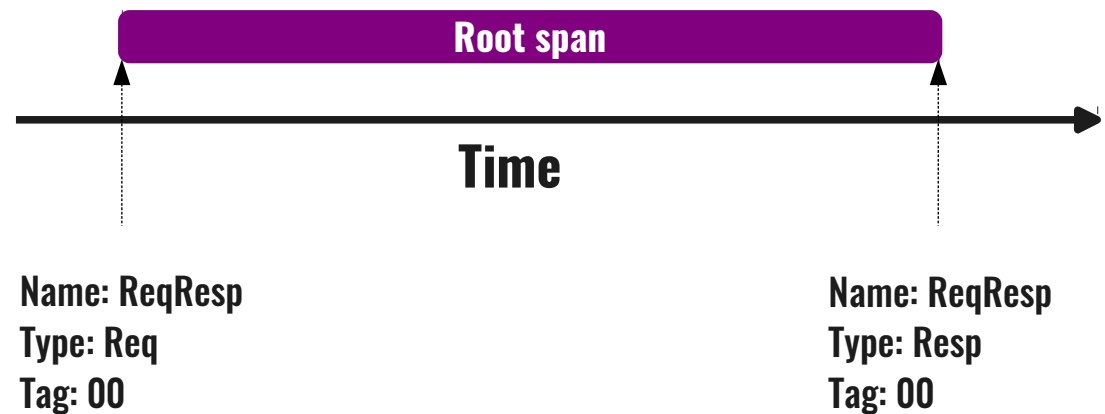 Root span
Time
Name: ReqResp
Type: Req
Tag: 00
Name: ReqResp
Type: Resp
Tag: 00